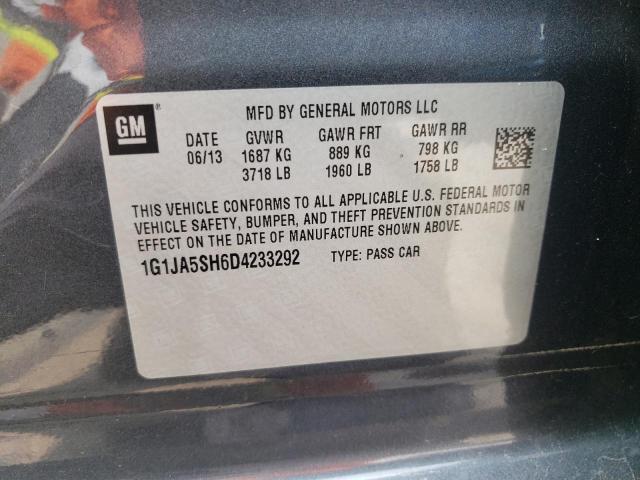 GM®
MFD BY GENERAL MOTORS LLC
DATE GVWR GAWR FRT GAWR RR
06/13 1687 KG 889 KG 798 KG
3718 LB 1960 LB 1758 LB
THIS VEHICLE CONFORMS TO ALL APPLICABLE U.S. FEDERAL MOTOR
VEHICLE SAFETY, BUMPER, AND THEFT PREVENTION STANDARDS IN
EFFECT ON THE DATE OF MANUFACTURE SHOWN ABOVE.
1G1JA5SH6D4233292 TYPE: PASS CAR